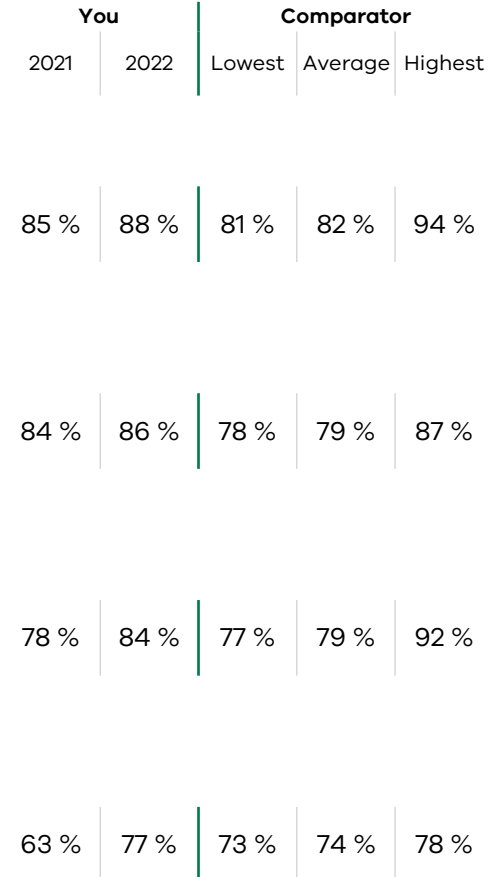 You Comparator
2021 2022 Lowest Average Highest
85 % 88 % 81 % 82 % 94 %
84 % 86 % 78 % 79 % 87 %
78 % 84 % 77 % 79 % 92 %
63 % 77 % 73 % 74 % 78 %